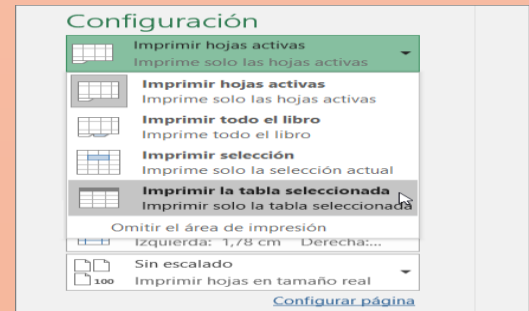 Configuración
Imprimir hojas activas
Imprime solo las hojas activas
Imprimir hojas activas
Imprime solo las hojas activas
Imprimir todo el libro
Imprime todo el libro
Imprimir selección
Imprime solo la selección actual
Imprimir la tabla seleccionada
Imprimir solo la tabla seleccionada
Omitir el área de impresión
Izquierda: 1,78 cm Derecha:...
Sin escalado
100 Imprimir hojas en tamaño real
Configurar página